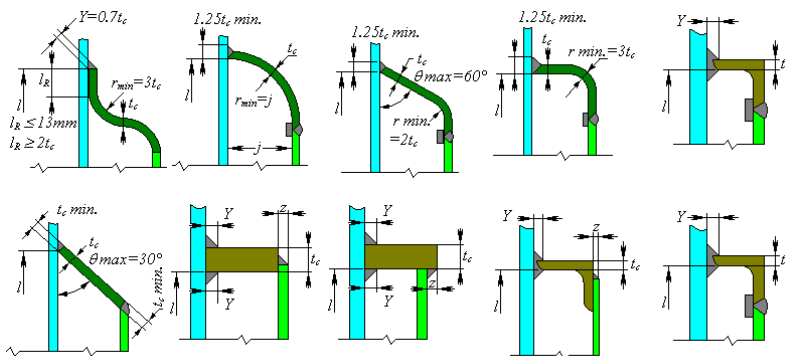 Y=0.7tc
lR
l
rmin=3tc
tc
lR≤13mm
lR≥2tc
1.25tc min.
tc
l
rmin=j
j
1.25tc min.
tc
θmax=60°
l
r min.
=2tc
1.25tc min.
tc
r min.=3tc
l
Y
t
l
tc min.
tc
θmax=30°
l
tc min.
Y
z
tc
l
Y
Y
tc
l
Y
z
Y
z
tc
l
Y
t
l